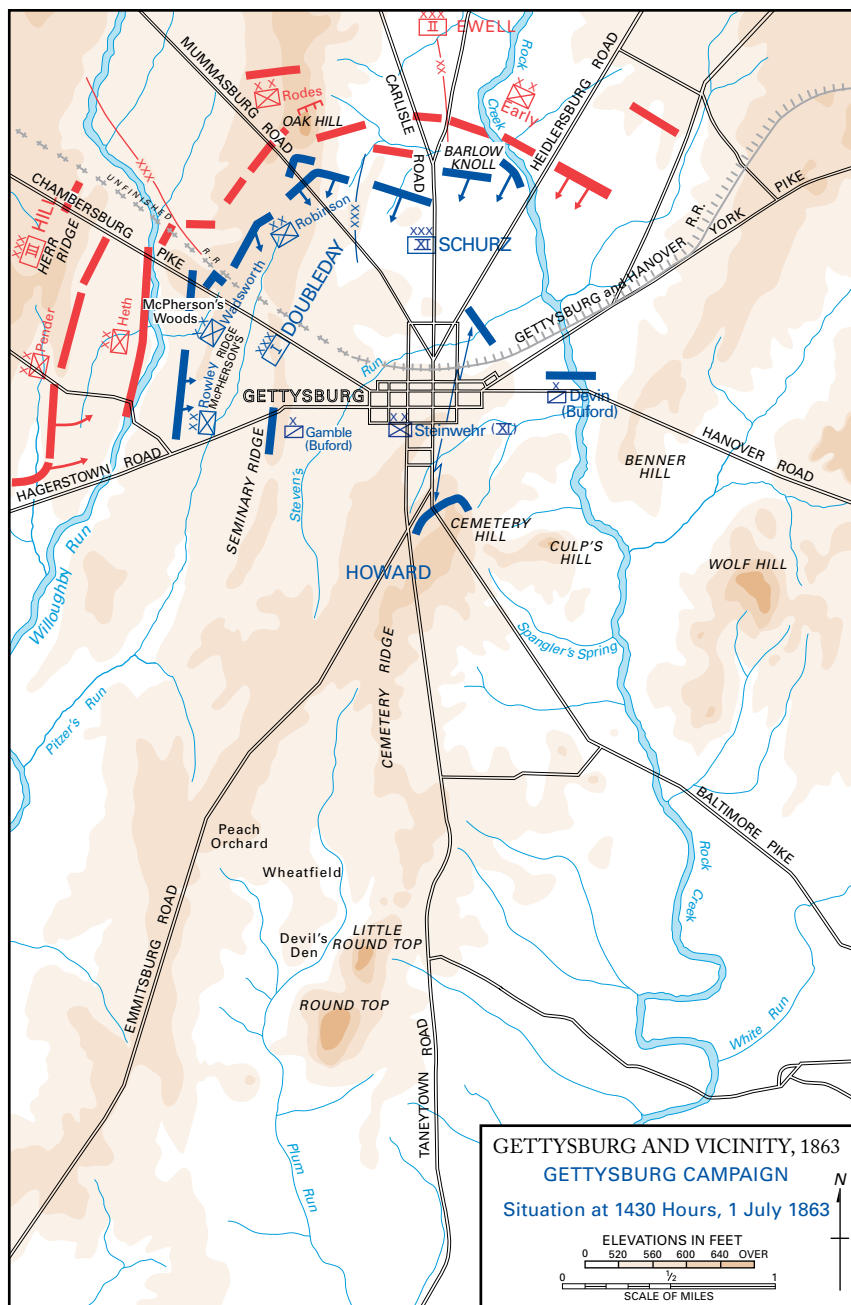 XXX
II
EWELL
XX
Rock
Creek
MUMMASBURG ROAD
XX
Rodes
OAK HILL
CARLISLE
ROAD
XX
Early
HEIDLERSBURG ROAD
BARLOW
KNOLL
XXX
UNFINISHED
R.R.
CHAMBERSBURG
PIKE
XXX
III
HILL
HERR
RIDGE
XX
Robinson
XXX
XXX
XI
SCHURZ
GETTYSBURG and HANOVER R.R.
YORK PIKE
McPherson's
Woods
XX
Wadsworth
XXX
I
DOUBLEDAY
XX
Pender
XX
Heth
XX
Rowley
McPHERSON'S
RIDGE
Run
GETTYSBURG
X
Gamble
(Buford)
XX
Steinwehr (XI)
X
Devin
(Buford)
HANOVER ROAD
HAGERSTOWN ROAD
SEMINARY RIDGE
Steven's
BENNER
HILL
CEMETERY
HILL
CULP'S
HILL
WOLF HILL
HOWARD
Willoughby Run
Spangler's Spring
CEMETERY RIDGE
Pitzer's Run
BALTIMORE PIKE
Peach
Orchard
Wheatfield
Rock
Creek
EMMITSBURG ROAD
Devil's
Den
LITTLE
ROUND TOP
ROUND TOP
White Run
TANEYTOWN ROAD
Plum Run
GETTYSBURG AND VICINITY, 1863
GETTYSBURG CAMPAIGN
Situation at 1430 Hours, 1 July 1863
N
ELEVATIONS IN FEET
0 520 560 600 640 OVER
0 ½ 1
SCALE OF MILES